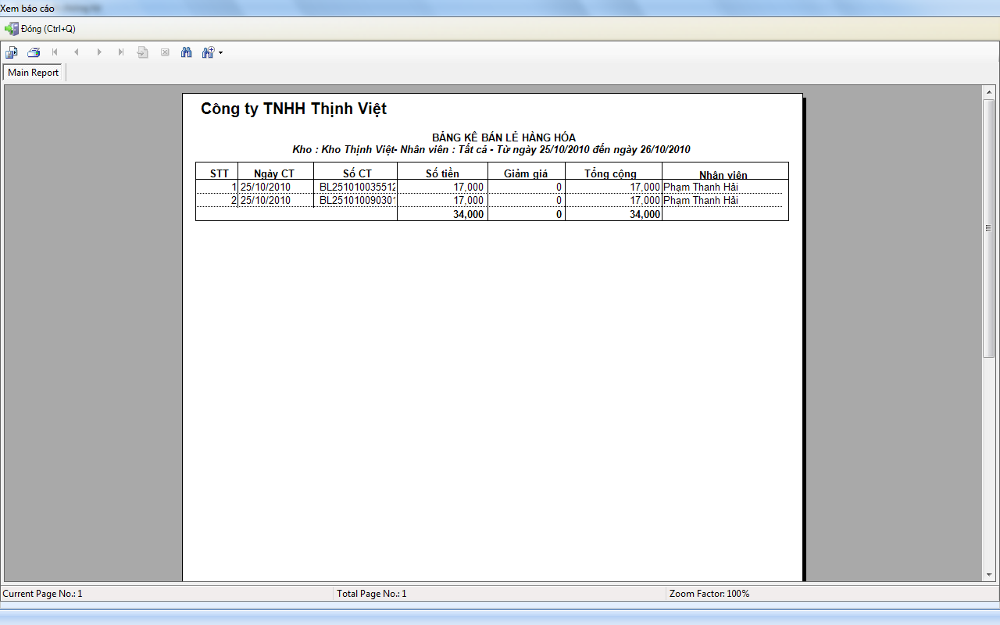 Xem báo cáo
Đóng (Ctrl+Q)
Main Report
Công ty TNHH Thịnh Việt
BẢNG KÊ BÁN LẺ HÀNG HÓA
Kho : Kho Thịnh Việt- Nhân viên : Tất cả - Từ ngày 25/10/2010 đến ngày 26/10/2010
STT Ngày CT Số CT Số tiền Giảm giá Tổng cộng Nhân viên
1 25/10/2010 BL251010035512 17,000 0 17,000 Phạm Thanh Hải
2 25/10/2010 BL251010090301 17,000 0 17,000 Phạm Thanh Hải
34,000 0 34,000
Current Page No.: 1 Total Page No.: 1 Zoom Factor: 100%